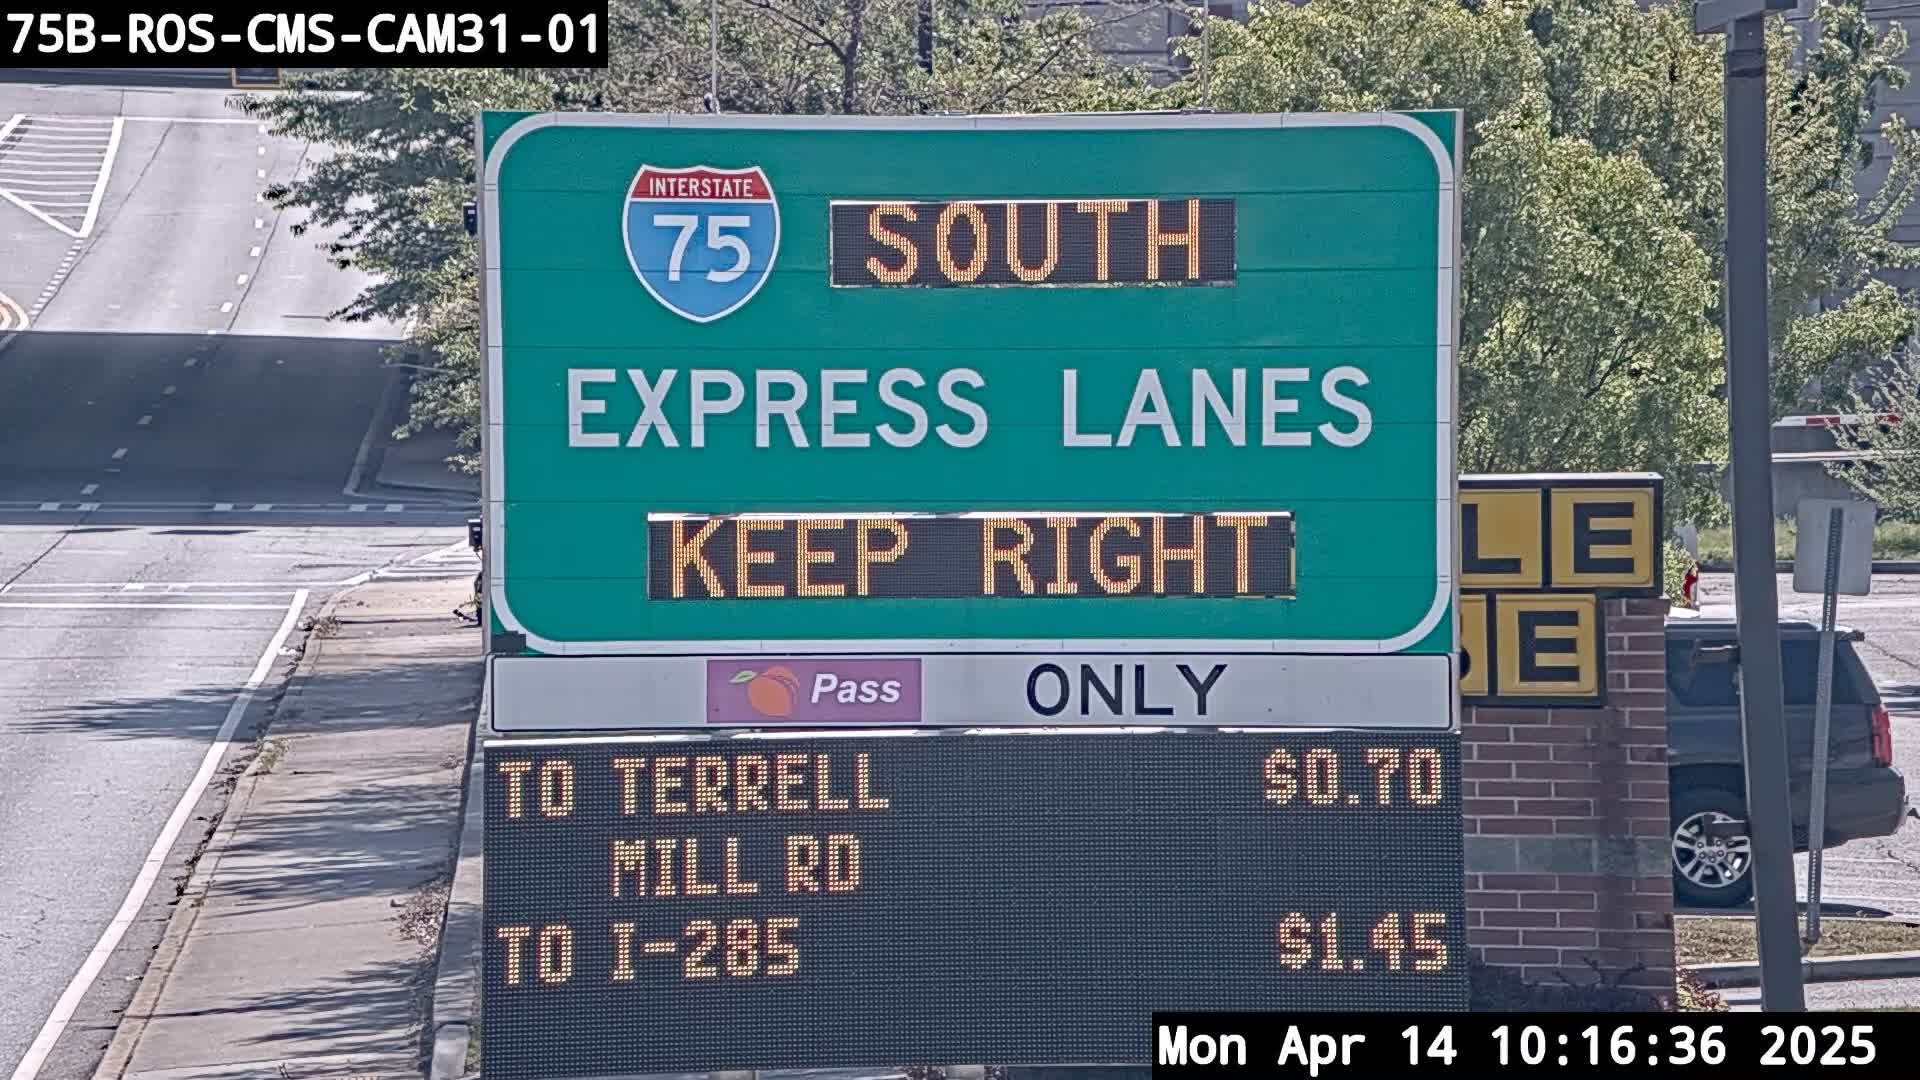 75B-ROS-CMS-CAM31-01
INTERSTATE
75
SOUTH
EXPRESS LANES
KEEP RIGHT
Pass ONLY
TO TERRELL $0.70
MILL RD
TO I-285 $1.45
LE
E
Mon Apr 14 10:16:36 2025